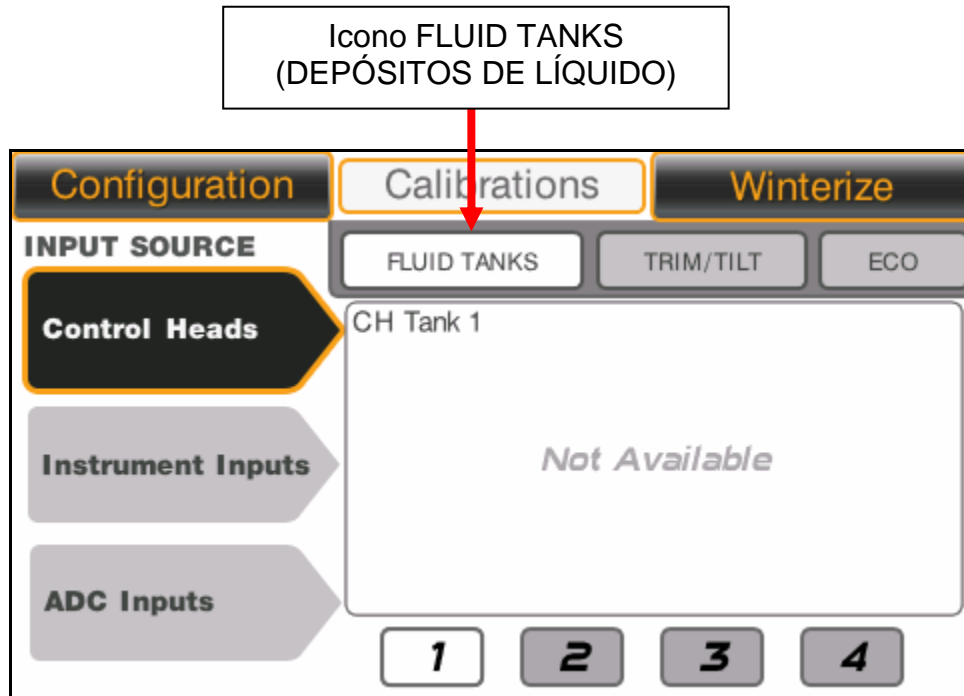 Icono FLUID TANKS
(DEPÓSITOS DE LÍQUIDO)
Configuration Calibrations Winterize
INPUT SOURCE
FLUID TANKS TRIM/TILT ECO
Control Heads
CH Tank 1
Instrument Inputs
Not Available
ADC Inputs
1 2 3 4